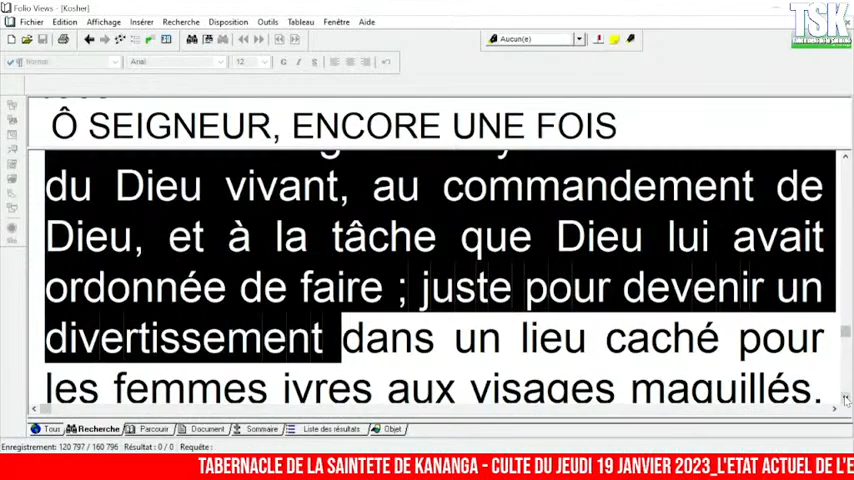 Folio Views - [Kosher]
TSK
Fichier Edition Affichage Insérer Recherche Disposition Outils Tableau Fenêtre Aide
Aucun(e)
Normal Arial 12 G I S
Ô SEIGNEUR, ENCORE UNE FOIS
du Dieu vivant, au commandement de
Dieu, et à la tâche que Dieu lui avait
ordonnée de faire ; juste pour devenir un
divertissement dans un lieu caché pour
les femmes ivres aux visages maquillés.
Tous Recherche Parcourir Document Sommaire Liste des résultats Objet
Enregistrement: 120 797 / 160 796 Résultat : 0 / 0 Requête :
TABERNACLE DE LA SAINTETE DE KANANGA - CULTE DU JEUDI 19 JANVIER 2023_L'ETAT ACTUEL DE L'E